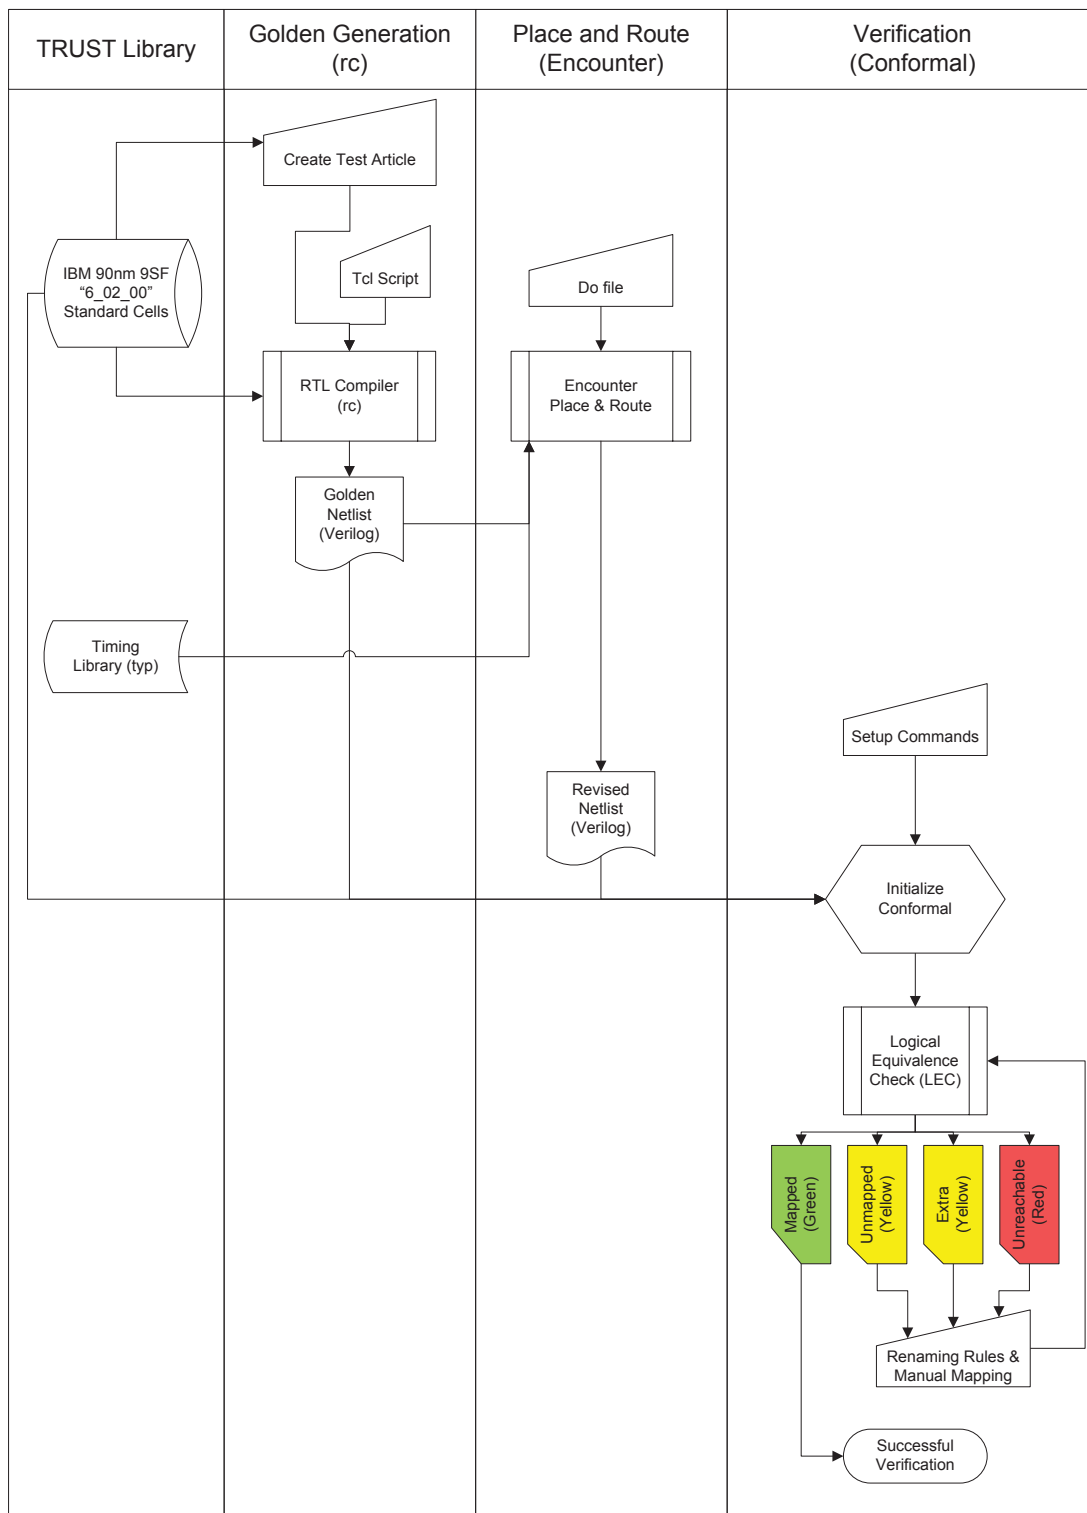 TRUST Library
Golden Generation
(rc)
Place and Route
(Encounter)
Verification
(Conformal)
Create Test Article
IBM 90nm 9SF
“6_02_00”
Standard Cells
Tcl Script
Do file
RTL Compiler
(rc)
Encounter
Place & Route
Golden
Netlist
(Verilog)
Timing
Library (typ)
Setup Commands
Revised
Netlist
(Verilog)
Initialize
Conformal
Logical
Equivalence
Check (LEC)
Mapped
(Green)
Unmapped
(Yellow)
Extra
(Yellow)
Unreachable
(Red)
Renaming Rules &
Manual Mapping
Successful
Verification